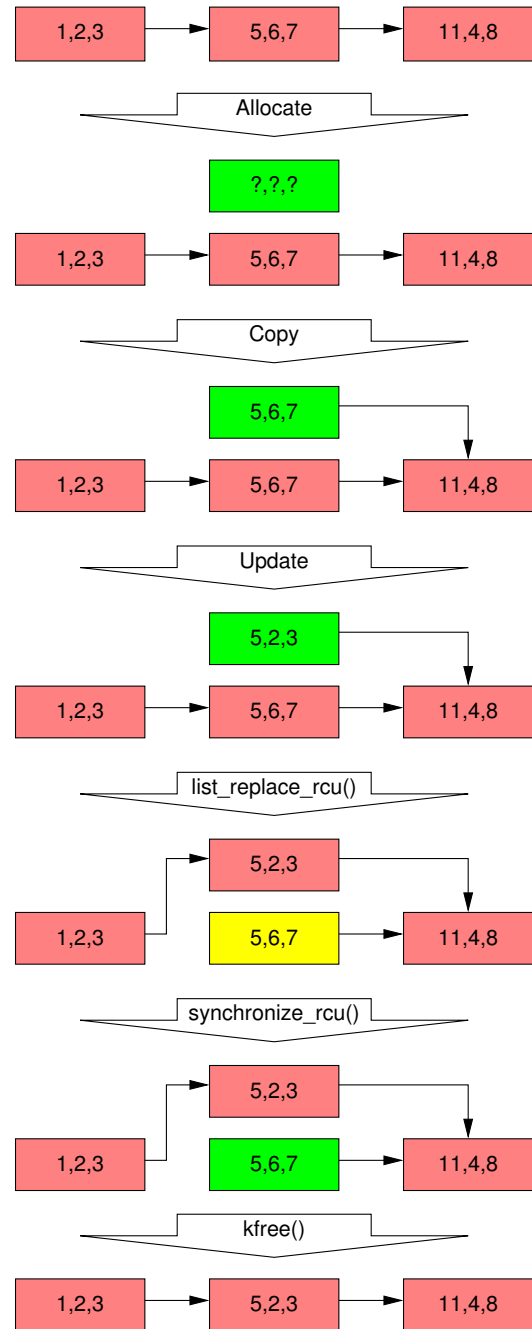 1,2,3 5,6,7 11,4,8
Allocate
?,?,?
1,2,3 5,6,7 11,4,8
Copy
5,6,7
1,2,3 5,6,7 11,4,8
Update
5,2,3
1,2,3 5,6,7 11,4,8
list_replace_rcu()
5,2,3
1,2,3 5,6,7 11,4,8
synchronize_rcu()
5,2,3
1,2,3 5,6,7 11,4,8
kfree()
1,2,3 5,2,3 11,4,8